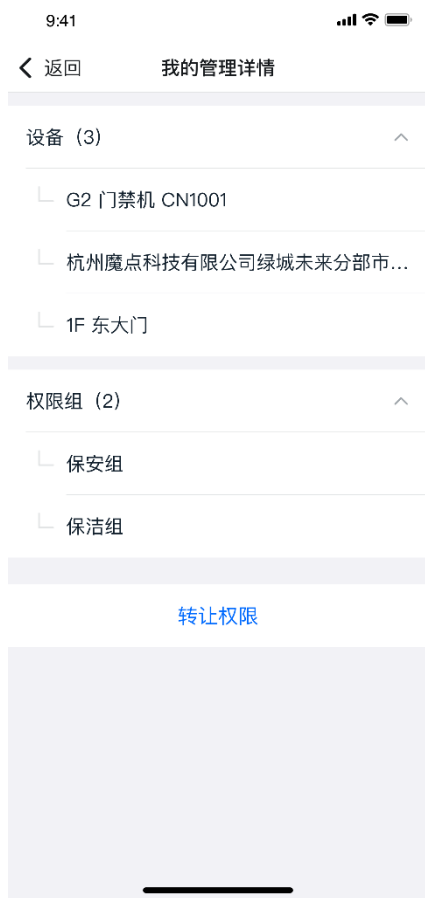 9:41
返回
我的管理详情
设备（3）
G2 门禁机 CN1001
杭州魔点科技有限公司绿城未来分部市...
1F 东大门
权限组（2）
保安组
保洁组
转让权限